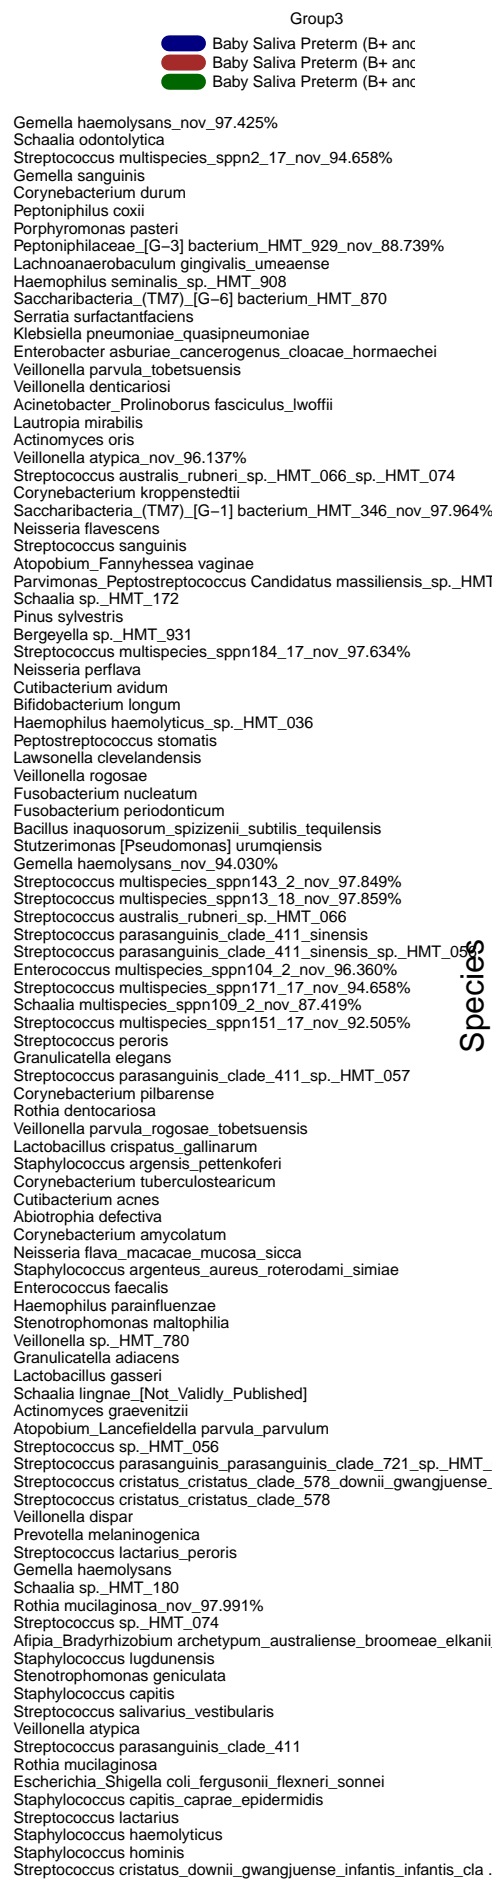 Group3
Baby Saliva Preterm (B+ and
Baby Saliva Preterm (B+ and
Baby Saliva Preterm (B+ and
Gemella haemolysans_nov_97.425%
Schaalia odontolytica
Streptococcus multispecies_sppn2_17_nov_94.658%
Gemella sanguinis
Corynebacterium durum
Peptoniphilus coxii
Porphyromonas pasteri
Peptoniphilaceae_[G−3] bacterium_HMT_929_nov_88.739%
Lachnoanaerobaculum gingivalis_umeaense
Haemophilus seminalis_sp._HMT_908
Saccharibacteria_(TM7)_[G−6] bacterium_HMT_870
Serratia surfactantfaciens
Klebsiella pneumoniae_quasipneumoniae
Enterobacter asburiae_cancerogenus_cloacae_hormaechei
Veillonella parvula_tobetsuensis
Veillonella denticariosi
Acinetobacter_Prolinoborus fasciculus_lwoffii
Lautropia mirabilis
Actinomyces oris
Veillonella atypica_nov_96.137%
Streptococcus australis_rubneri_sp._HMT_066_sp._HMT_074
Corynebacterium kroppenstedtii
Saccharibacteria_(TM7)_[G−1] bacterium_HMT_346_nov_97.964%
Neisseria flavescens
Streptococcus sanguinis
Atopobium_Fannyhessea vaginae
Parvimonas_Peptostreptococcus Candidatus massiliensis_sp._HMT
Schaalia sp._HMT_172
Pinus sylvestris
Bergeyella sp._HMT_931
Streptococcus multispecies_sppn184_17_nov_97.634%
Neisseria perflava
Cutibacterium avidum
Bifidobacterium longum
Haemophilus haemolyticus_sp._HMT_036
Peptostreptococcus stomatis
Lawsonella clevelandensis
Veillonella rogosae
Fusobacterium nucleatum
Fusobacterium periodonticum
Bacillus inaquosorum_spizizenii_subtilis_tequilensis
Stutzerimonas [Pseudomonas] urumqiensis
Gemella haemolysans_nov_94.030%
Streptococcus multispecies_sppn143_2_nov_97.849%
Streptococcus multispecies_sppn13_18_nov_97.859%
Streptococcus australis_rubneri_sp._HMT_066
Streptococcus parasanguinis_clade_411_sinensis
Streptococcus parasanguinis_clade_411_sinensis_sp._HMT_056
Enterococcus multispecies_sppn104_2_nov_96.360%
Streptococcus multispecies_sppn171_17_nov_94.658%
Schaalia multispecies_sppn109_2_nov_87.419%
Streptococcus multispecies_sppn151_17_nov_92.505%
Streptococcus peroris
Granulicatella elegans
Streptococcus parasanguinis_clade_411_sp._HMT_057
Corynebacterium pilbarense
Rothia dentocariosa
Veillonella parvula_rogosae_tobetsuensis
Lactobacillus crispatus_gallinarum
Staphylococcus argensis_pettenkoferi
Corynebacterium tuberculostearicum
Cutibacterium acnes
Abiotrophia defectiva
Corynebacterium amycolatum
Neisseria flava_macacae_mucosa_sicca
Staphylococcus argenteus_aureus_roterodami_simiae
Enterococcus faecalis
Haemophilus parainfluenzae
Stenotrophomonas maltophilia
Veillonella sp._HMT_780
Granulicatella adiacens
Lactobacillus gasseri
Schaalia lingnae_[Not_Validly_Published]
Actinomyces graevenitzii
Atopobium_Lancefieldella parvula_parvulum
Streptococcus sp._HMT_056
Streptococcus parasanguinis_parasanguinis_clade_721_sp._HMT_
Streptococcus cristatus_cristatus_clade_578_downii_gwangjuense_
Streptococcus cristatus_cristatus_clade_578
Veillonella dispar
Prevotella melaninogenica
Streptococcus lactarius_peroris
Gemella haemolysans
Schaalia sp._HMT_180
Rothia mucilaginosa_nov_97.991%
Streptococcus sp._HMT_074
Afipia_Bradyrhizobium archetypum_australiense_broomeae_elkanii_
Staphylococcus lugdunensis
Stenotrophomonas geniculata
Staphylococcus capitis
Streptococcus salivarius_vestibularis
Veillonella atypica
Streptococcus parasanguinis_clade_411
Rothia mucilaginosa
Escherichia_Shigella coli_fergusonii_flexneri_sonnei
Staphylococcus capitis_caprae_epidermidis
Streptococcus lactarius
Staphylococcus haemolyticus
Staphylococcus hominis
Streptococcus cristatus_downii_gwangjuense_infantis_infantis_cla .
Species